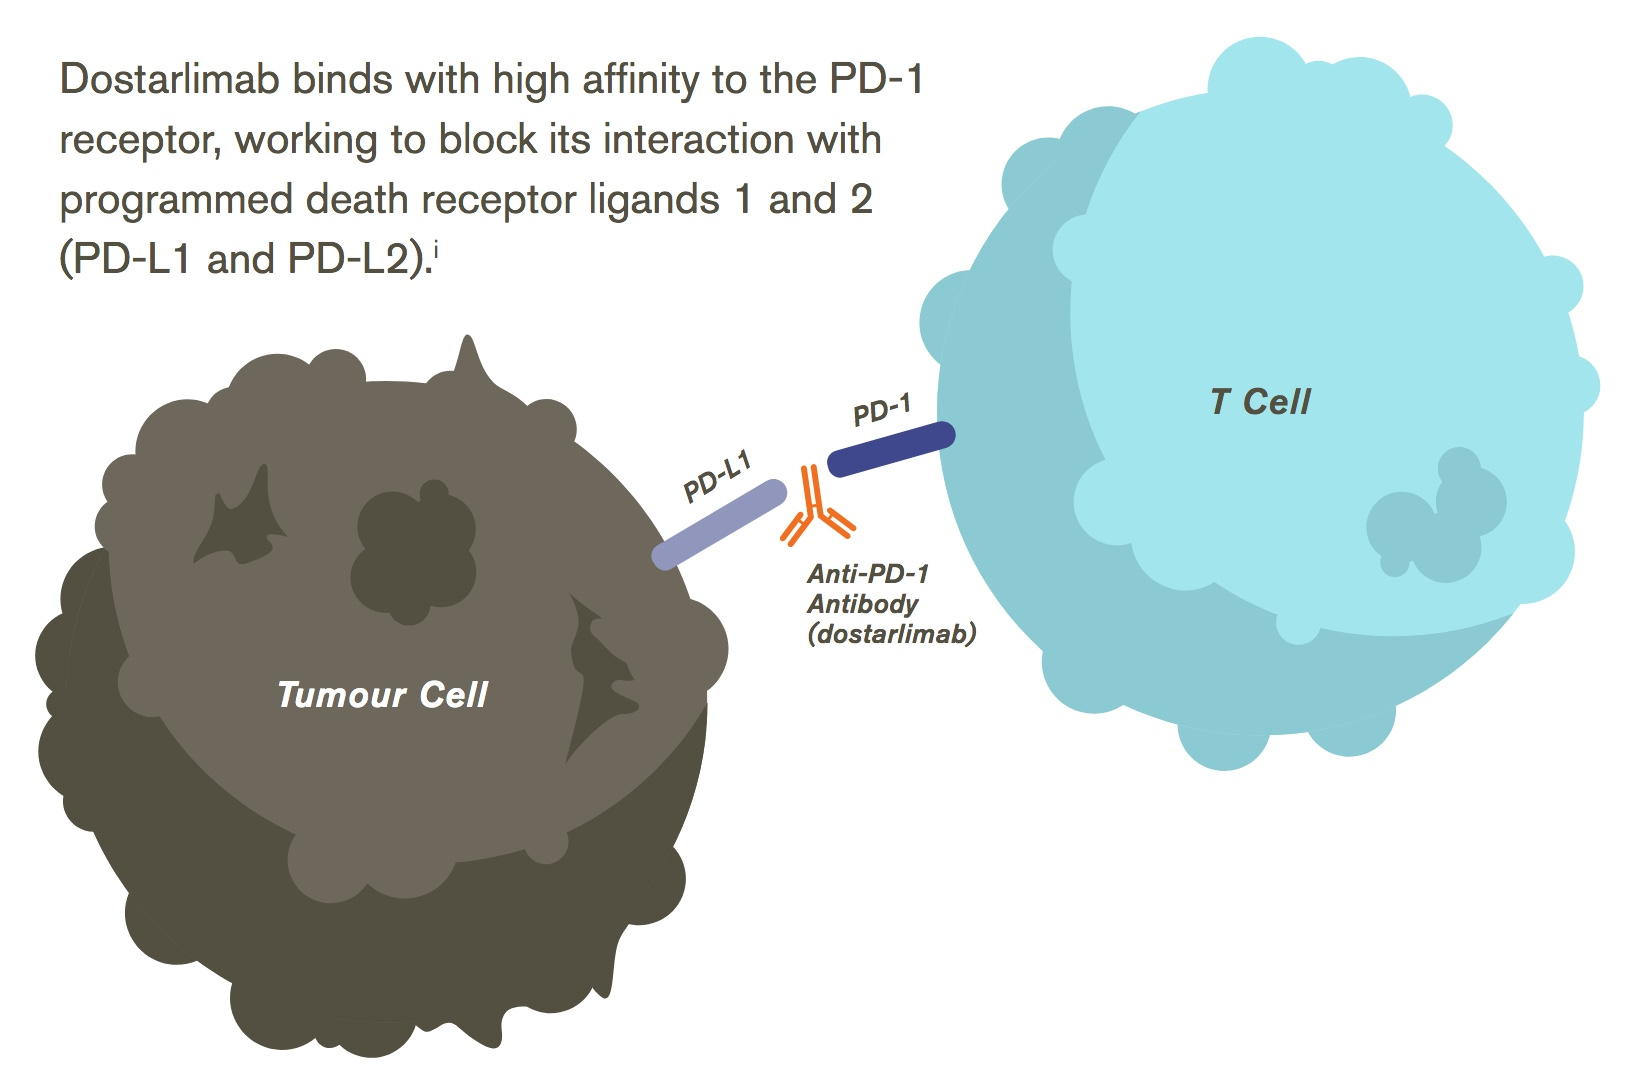 Dostarlimab binds with high affinity to the PD-1
receptor, working to block its interaction with
programmed death receptor ligands 1 and 2
(PD-L1 and PD-L2).ⁱ
T Cell
PD-1
PD-L1
Anti-PD-1
Antibody
(dostarlimab)
Tumour Cell